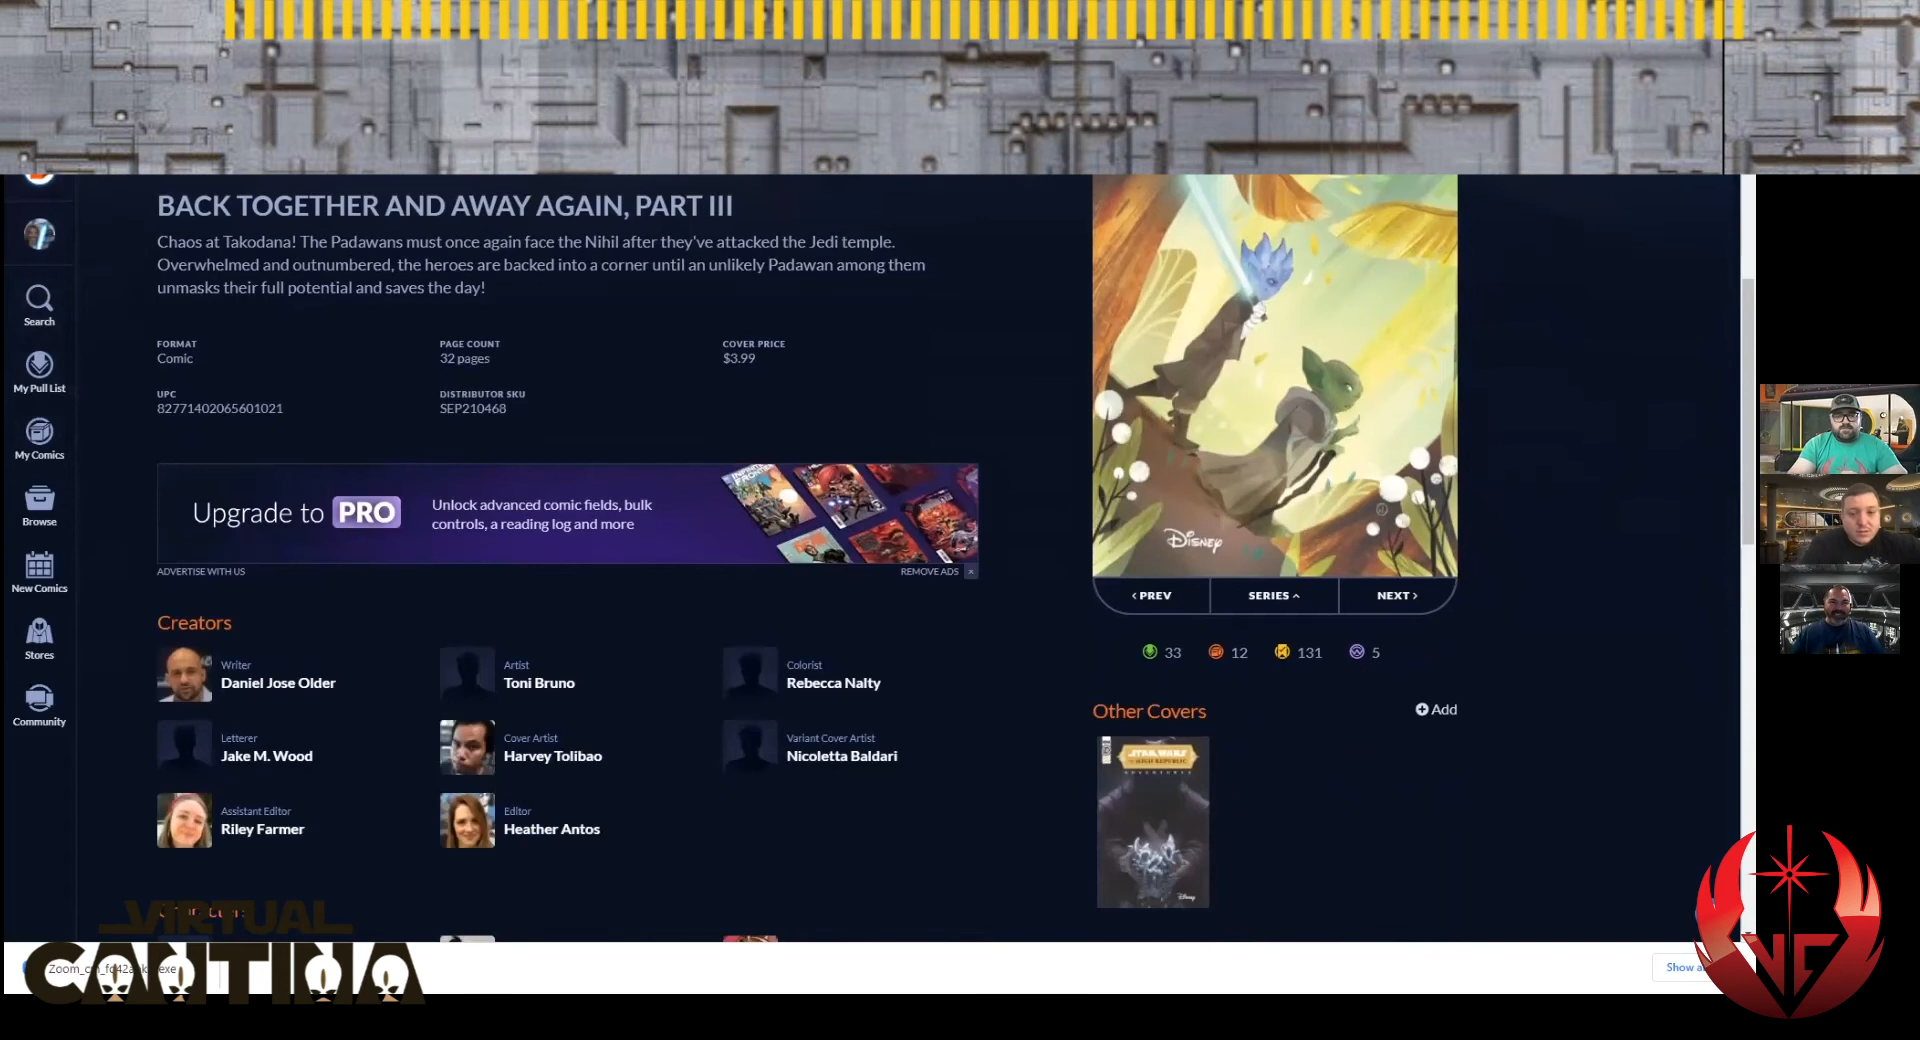 BACK TOGETHER AND AWAY AGAIN, PART III
Chaos at Takodana! The Padawans must once again face the Nihil after they've attacked the Jedi temple.
Overwhelmed and outnumbered, the heroes are backed into a corner until an unlikely Padawan among them
unmasks their full potential and saves the day!
FORMAT
Comic
PAGE COUNT
32 pages
COVER PRICE
$3.99
UPC
82771402065601021
DISTRIBUTOR SKU
SEP210468
Search
My Pull List
My Comics
Browse
New Comics
Stores
Community
Upgrade to PRO
Unlock advanced comic fields, bulk
controls, a reading log and more
ADVERTISE WITH US
REMOVE ADS ×
Creators
Writer
Daniel Jose Older
Artist
Toni Bruno
Colorist
Rebecca Nalty
Letterer
Jake M. Wood
Cover Artist
Harvey Tolibao
Variant Cover Artist
Nicoletta Baldari
Assistant Editor
Riley Farmer
Editor
Heather Antos
Disney
‹ PREV
SERIES
NEXT ›
33
12
131
5
Other Covers
Add
STAR WARS
THE HIGH REPUBLIC
ADVENTURES
Disney
VIRTUAL
CANTINA
Show
VC